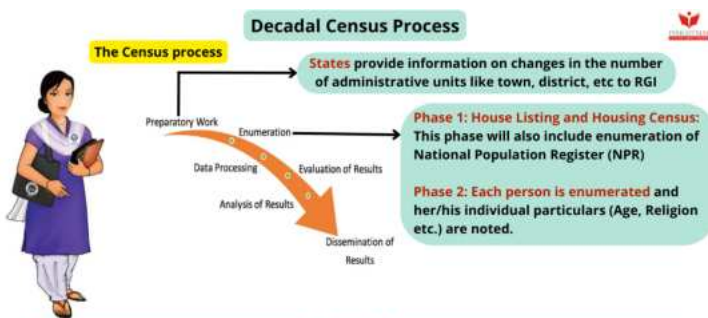 Decadal Census Process
The Census process
States provide information on changes in the number
of administrative units like town, district, etc to RGI
Preparatory Work
Enumeration
Data Processing
Evaluation of Results
Analysis of Results
Dissemination of
Results
Phase 1: House Listing and Housing Census:
This phase will also include enumeration of
National Population Register (NPR)
Phase 2: Each person is enumerated and
her/his individual particulars (Age, Religion
etc.) are noted.